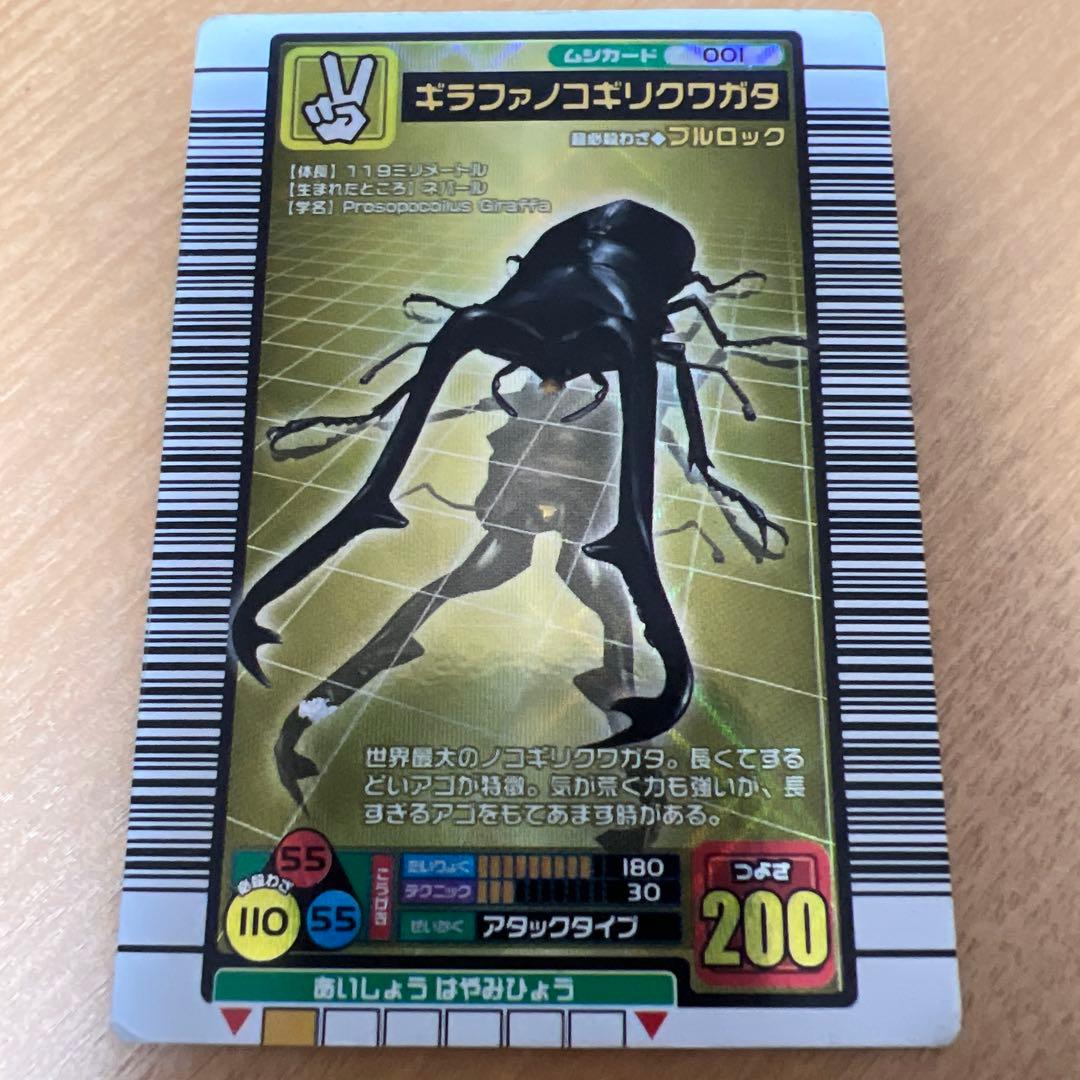 ムシカード 001
ギラファノコギリクワガタ
超必殺わざ◆ブルロック
【体長】119ミリメートル
【生まれたところ】ネパール
【学名】Prosopocoilus Giraffa
世界最大のノコギリクワガタ。長くてする
どいアゴが特徴。気が荒く力も強いが、長
すぎるアゴをもてあます時がある。
55
必殺わざ
110 55
こうげき
たいりょく 180
テクニック 30
せいかく アタックタイプ
つよさ
200
あいしょうはやみひょう